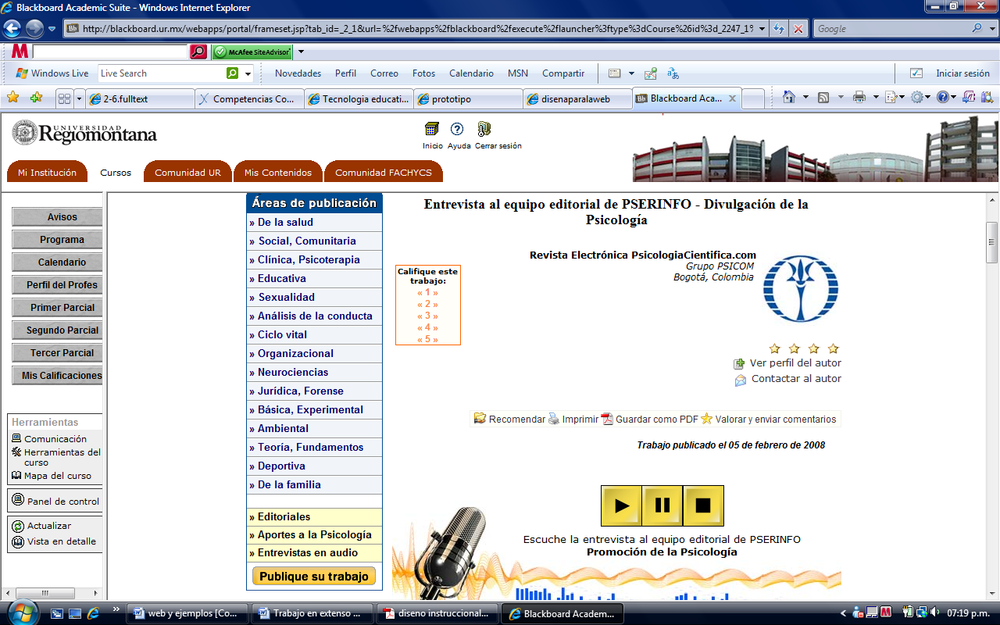 Blackboard Academic Suite - Windows Internet Explorer
http://blackboard.ur.mx/webapps/portal/frameset.jsp?tab_id=_2_1&url=%2fwebapps%2fblackboard%2fexecute%2flauncher%3ftype%3dCourse%26id%3d_2247_1%
Google
M
McAfee SiteAdvisor
Windows Live
Live Search
Novedades
Perfil
Correo
Fotos
Calendario
MSN
Compartir
Iniciar sesión
2-6.fulltext
Competencias Co...
Tecnologia educati...
prototipo
disenaparalaweb
Bb Blackboard Aca...
UNIVERSIDAD
Regiomontana
Inicio
Ayuda
Cerrar sesión
Mi Institución
Cursos
Comunidad UR
Mis Contenidos
Comunidad FACHYCS
Avisos
Programa
Calendario
Perfil del Profes
Primer Parcial
Segundo Parcial
Tercer Parcial
Mis Calificaciones
Herramientas
Comunicación
Herramientas del
curso
Mapa del curso
Panel de control
Actualizar
Vista en detalle
Áreas de publicación
» De la salud
» Social, Comunitaria
» Clínica, Psicoterapia
» Educativa
» Sexualidad
» Análisis de la conducta
» Ciclo vital
» Organizacional
» Neurociencias
» Jurídica, Forense
» Básica, Experimental
» Ambiental
» Teoría, Fundamentos
» Deportiva
» De la familia
» Editoriales
» Aportes a la Psicología
» Entrevistas en audio
Publique su trabajo
Entrevista al equipo editorial de PSERINFO - Divulgación de la
Psicología
Revista Electrónica PsicologiaCientifica.com
Grupo PSICOM
Bogotá, Colombia
Califique este
trabajo:
« 1 »
« 2 »
« 3 »
« 4 »
« 5 »
Ver perfil del autor
Contactar al autor
Recomendar Imprimir Guardar como PDF Valorar y enviar comentarios
Trabajo publicado el 05 de febrero de 2008
Escuche la entrevista al equipo editorial de PSERINFO
Promoción de la Psicología
web y ejemplos [Co...
Trabajo en extenso ...
diseno instruccional...
Blackboard Academ...
07:19 p.m.